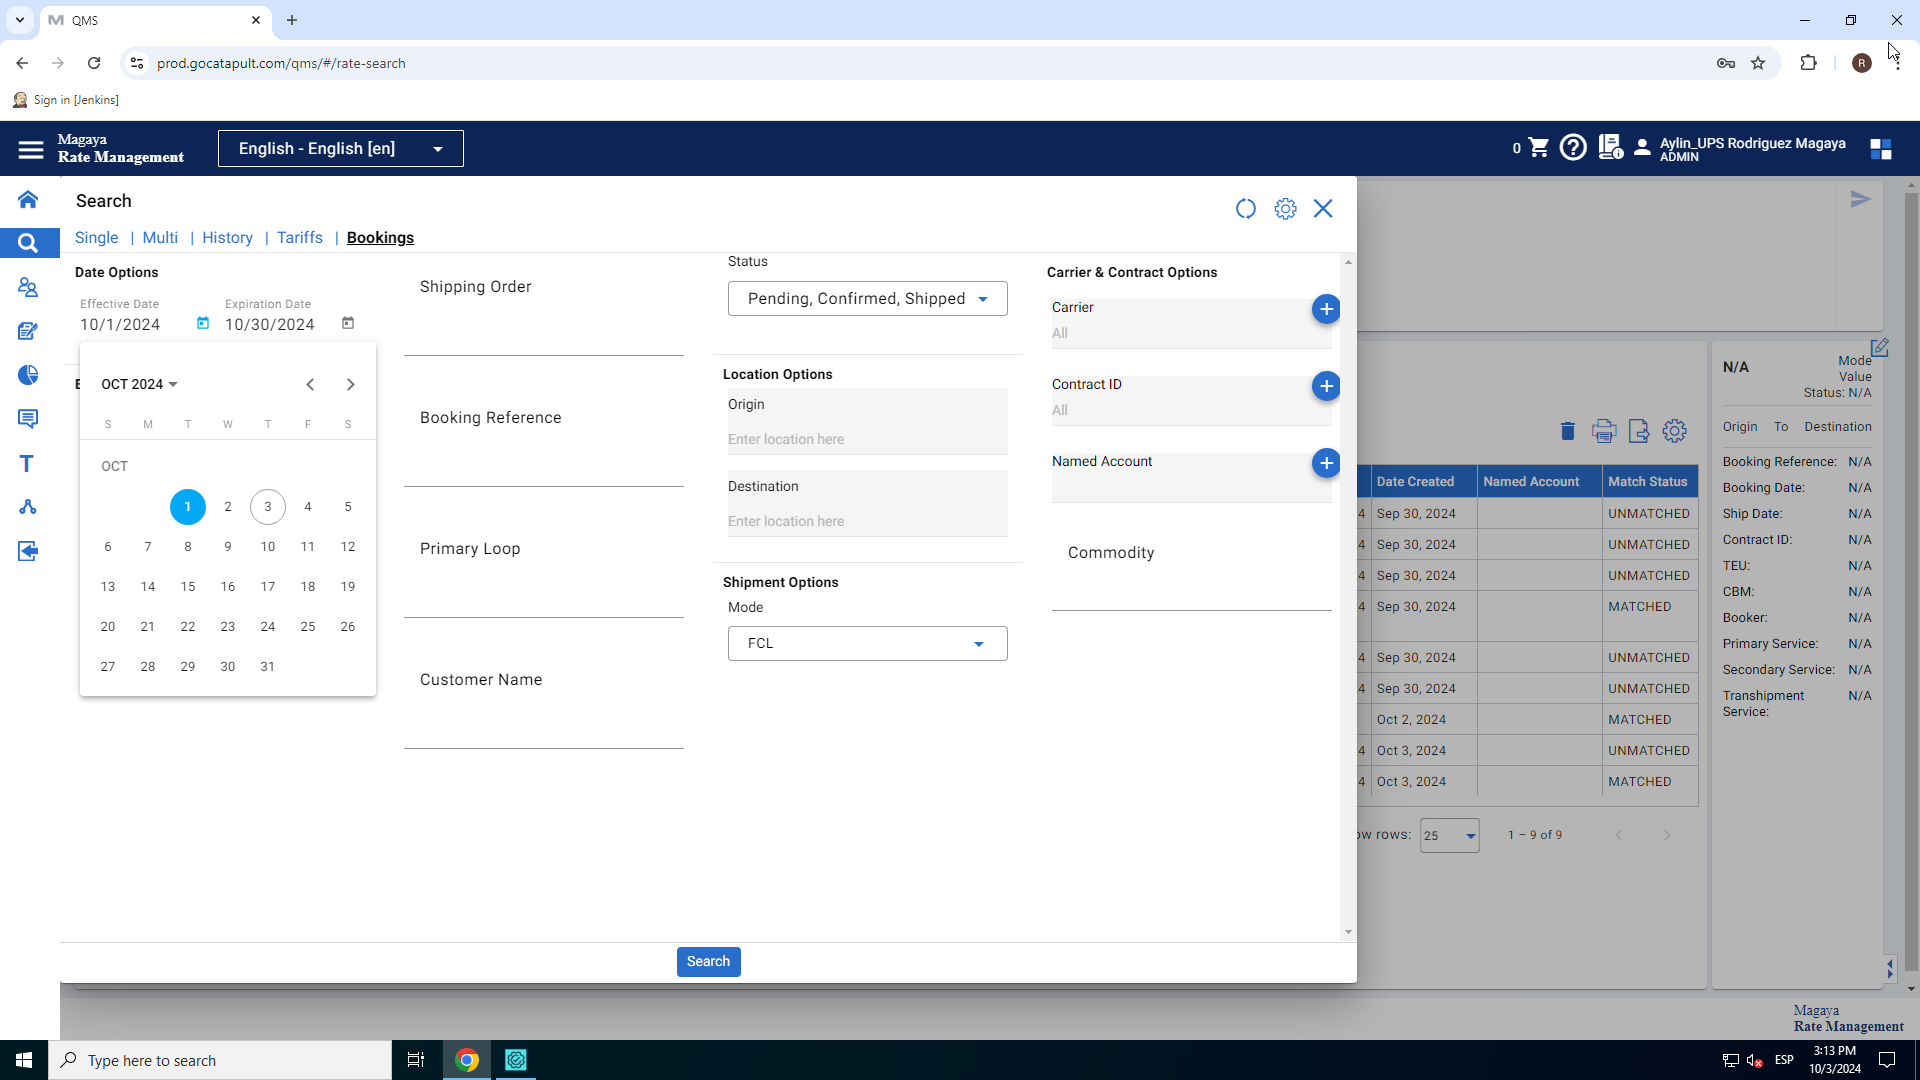 QMS
prod.gocatapult.com/qms/#/rate-search
R
Sign in [Jenkins]
Magaya
Rate Management
English - English [en]
0
Aylin_UPS Rodriguez Magaya
ADMIN
Search
Single | Multi | History | Tariffs | Bookings
Date Options
Effective Date
Expiration Date
10/1/2024
10/30/2024
OCT 2024
S M T W T F S
OCT
1 2 3 4 5
6 7 8 9 10 11 12
13 14 15 16 17 18 19
20 21 22 23 24 25 26
27 28 29 30 31
Shipping Order
Booking Reference
Primary Loop
Customer Name
Status
Pending, Confirmed, Shipped
Location Options
Origin
Enter location here
Destination
Enter location here
Shipment Options
Mode
FCL
Carrier & Contract Options
Carrier
All
Contract ID
All
Named Account
Commodity
Search
Date Created Named Account Match Status
4 Sep 30, 2024 UNMATCHED
4 Sep 30, 2024 UNMATCHED
4 Sep 30, 2024 UNMATCHED
4 Sep 30, 2024 MATCHED
4 Sep 30, 2024 UNMATCHED
4 Sep 30, 2024 UNMATCHED
Oct 2, 2024 MATCHED
4 Oct 3, 2024 UNMATCHED
4 Oct 3, 2024 MATCHED
ow rows: 25 1 – 9 of 9
N/A
Mode
Value
Status: N/A
Origin To Destination
Booking Reference: N/A
Booking Date: N/A
Ship Date: N/A
Contract ID: N/A
TEU: N/A
CBM: N/A
Booker: N/A
Primary Service: N/A
Secondary Service: N/A
Transhipment Service: N/A
Magaya
Rate Management
Type here to search
ESP
3:13 PM
10/3/2024